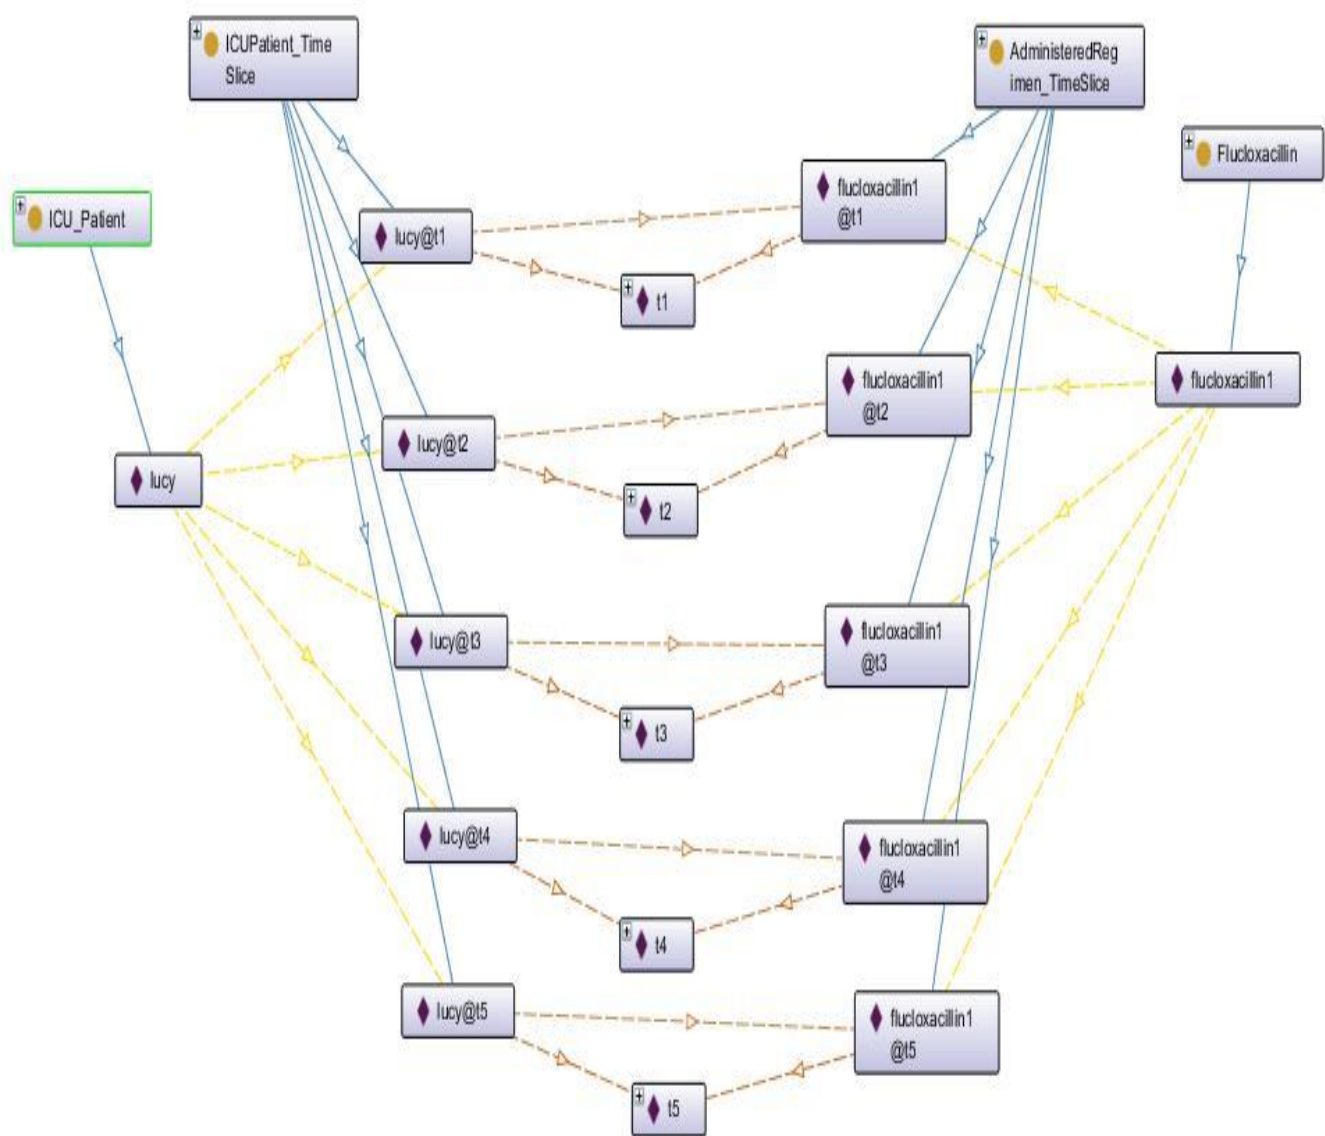 ICUPatient_Time
Slice
AdministeredReg
imen_TimeSlice
Flucloxacillin
ICU_Patient
lucy@t1
flucloxacillin1
@t1
t1
flucloxacillin1
lucy@t2
flucloxacillin1
@t2
lucy
t2
lucy@t3
flucloxacillin1
@t3
t3
lucy@t4
flucloxacillin1
@t4
t4
lucy@t5
flucloxacillin1
@t5
t5